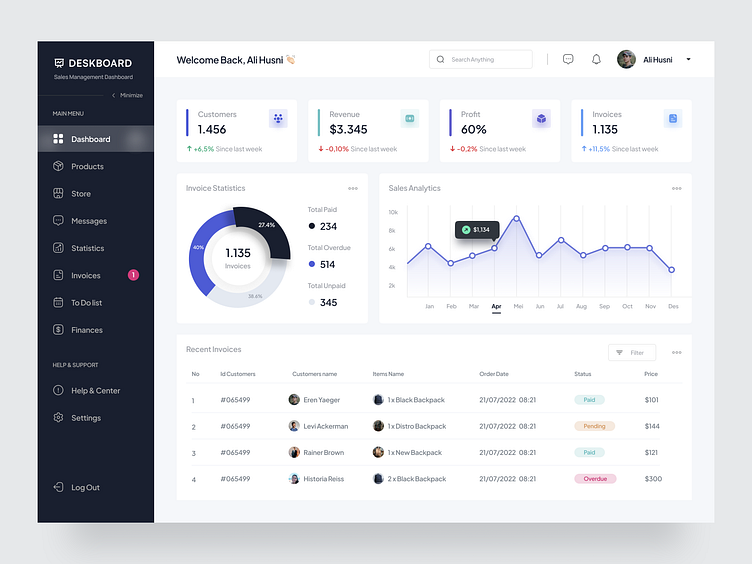 DESKBOARD
Sales Management Dashboard
Minimize
MAIN MENU
Dashboard
Products
Store
Messages
Statistics
Invoices 1
To Do list
Finances
HELP & SUPPORT
Help & Center
Settings
Log Out
Welcome Back, Ali Husni
Search Anything
Ali Husni
Customers
1.456
+6,5% Since last week
Revenue
$3.345
-0,10% Since last week
Profit
60%
-0,2% Since last week
Invoices
1.135
+11,5% Since last week
Invoice Statistics
27.4%
40%
38.6%
1.135
Invoices
Total Paid
234
Total Overdue
514
Total Unpaid
345
Sales Analytics
10k
8k
6k
4k
2k
$1,134
Jan Feb Mar Apr Mei Jun Jul Aug Sep Oct Nov Des
Recent Invoices
Filter
No Id Customers Customers name Items Name Order Date Status Price
1 #065499 Eren Yaeger 1 x Black Backpack 21/07/2022 08:21 Paid $101
2 #065499 Levi Ackerman 1 x Distro Backpack 21/07/2022 08:21 Pending $144
3 #065499 Rainer Brown 1 x New Backpack 21/07/2022 08:21 Paid $121
4 #065499 Historia Reiss 2 x Black Backpack 21/07/2022 08:21 Overdue $300